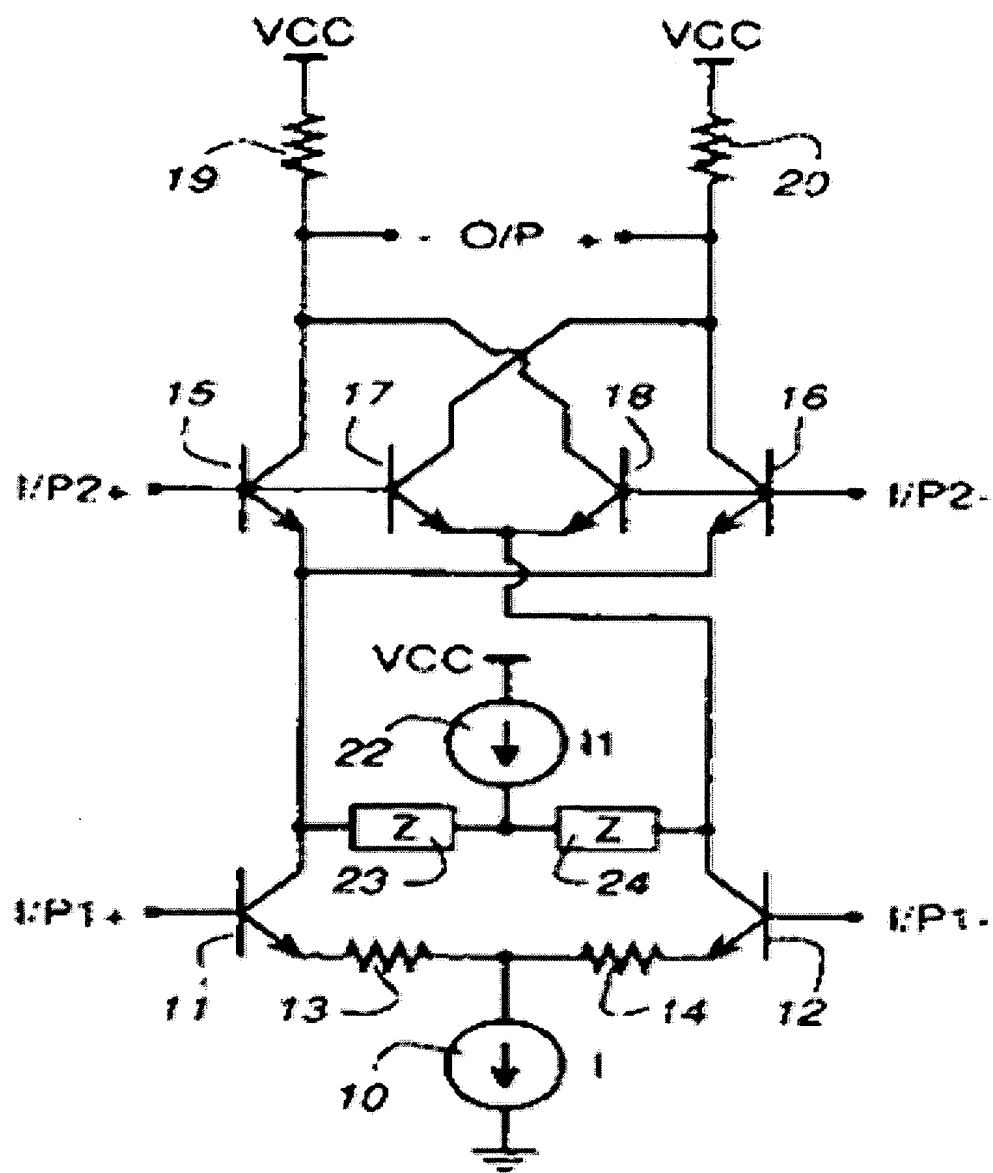 VCC VCC
19 20
- O/P +
15 17 18 16
I/P2+ I/P2-
VCC
22 I1
Z Z
23 24
I/P1+ I/P1-
11 13 14 12
10 I